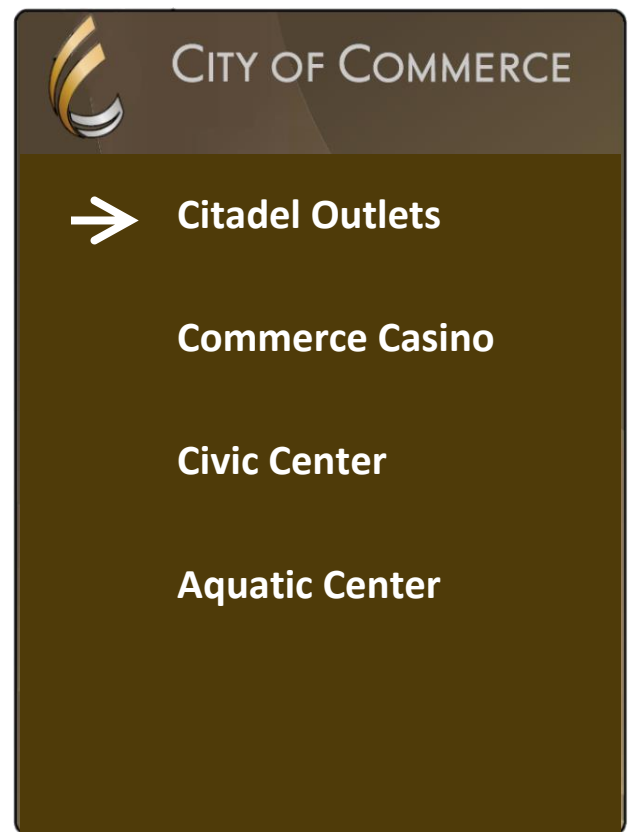 CITY OF COMMERCE
Citadel Outlets
Commerce Casino
Civic Center
Aquatic Center